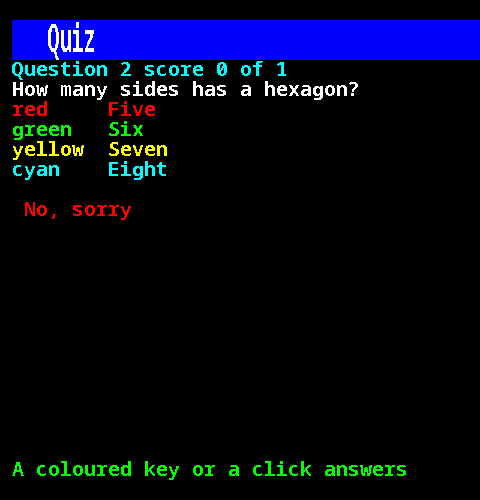 Quiz
Question 2 score 0 of 1
How many sides has a hexagon?
red Five
green Six
yellow Seven
cyan Eight
No, sorry
A coloured key or a click answers